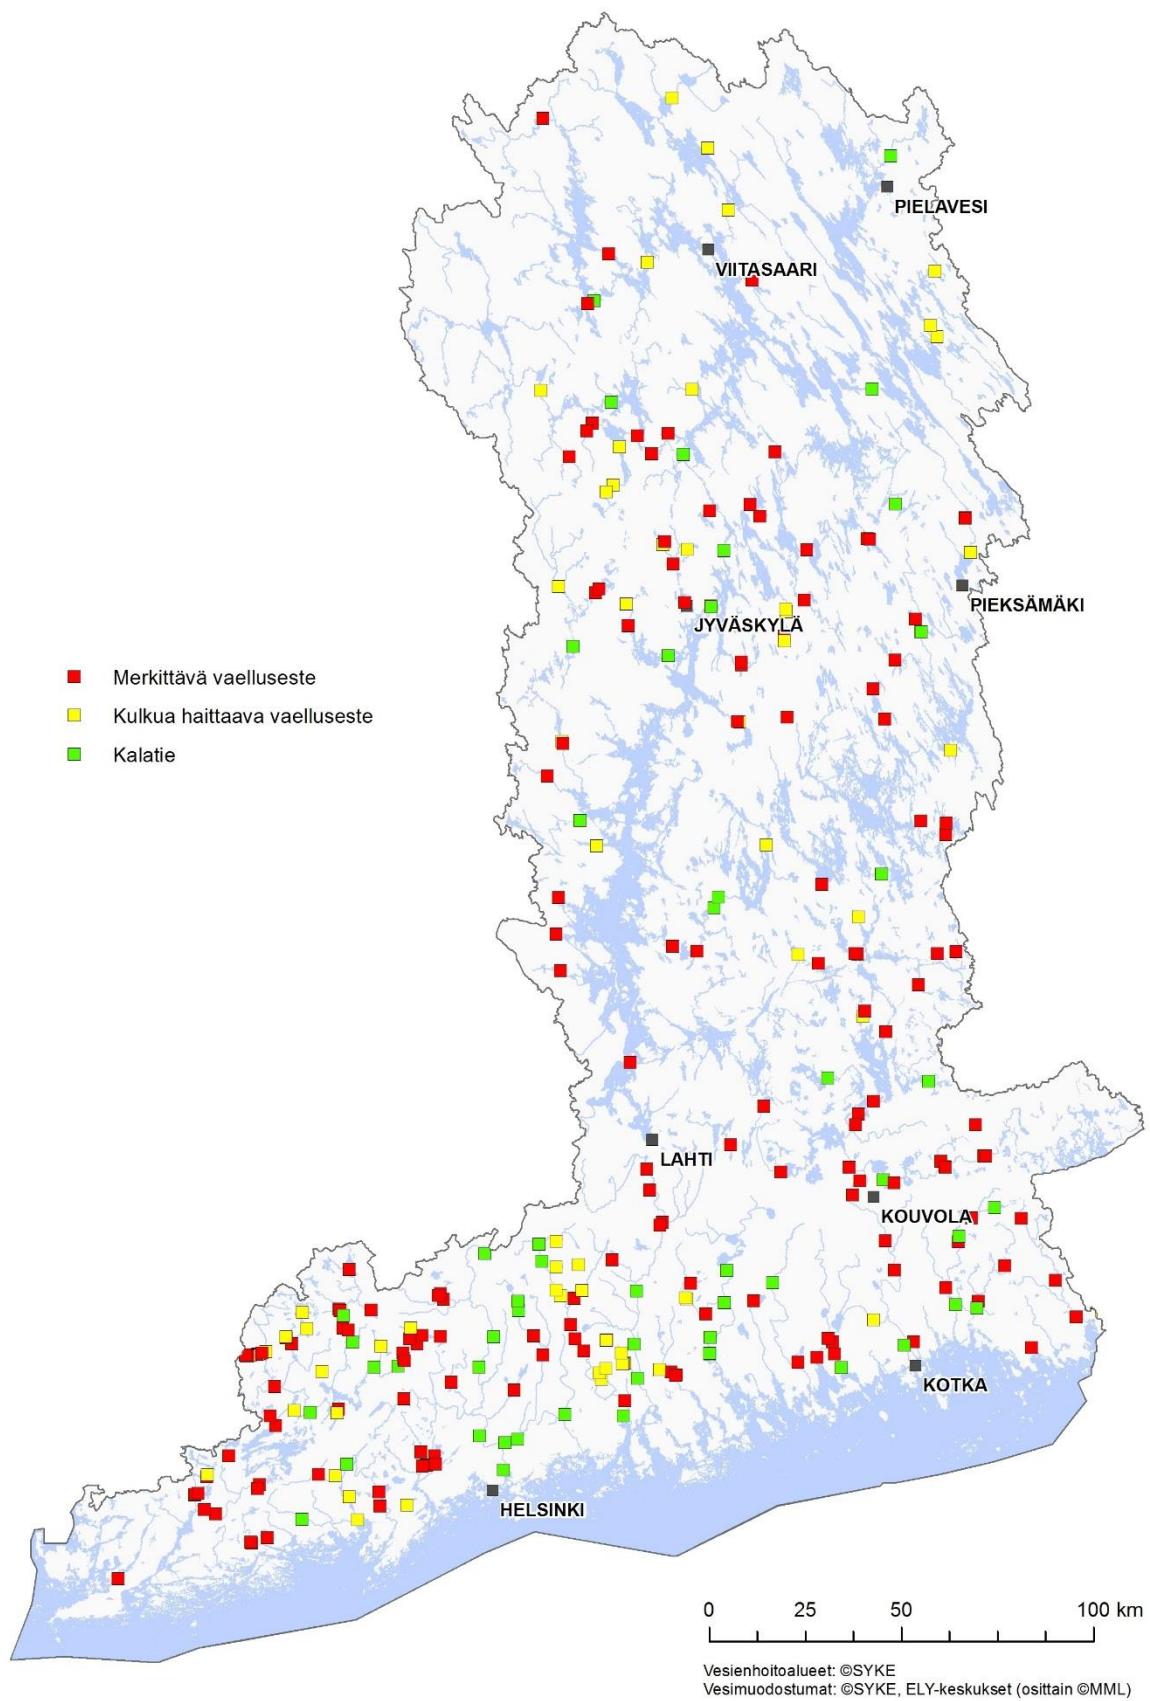 PIELAVESI
VIITASAARI
PIEKSÄMÄKI
JYVÄSKYLÄ
Merkittävä vaelluseste
Kulkua haittaava vaelluseste
Kalatie
LAHTI
KOUVOLA
KOTKA
HELSINKI
0 25 50 100 km
Vesienhoitoalueet: ©SYKE
Vesimuodostumat: ©SYKE, ELY-keskukset (osittain ©MML)